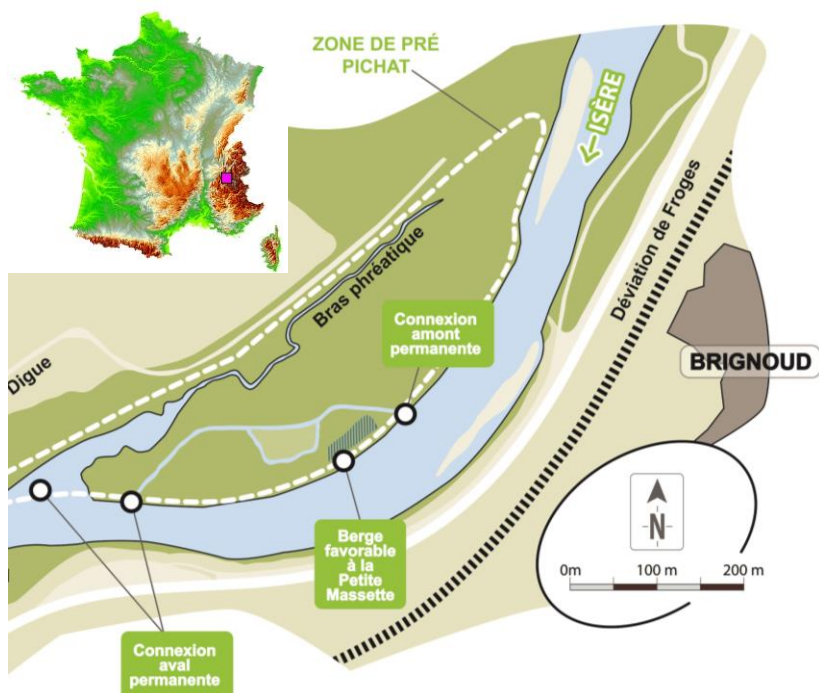 ZONE DE PRÉ
PICHAT
ISÈRE
Déviation de Froges
Bras phréatique
Connexion
amont
permanente
BRIGNOUD
Digue
Berge
favorable
à la
Petite
Massette
N
0m 100 m 200 m
Connexion
aval
permanente